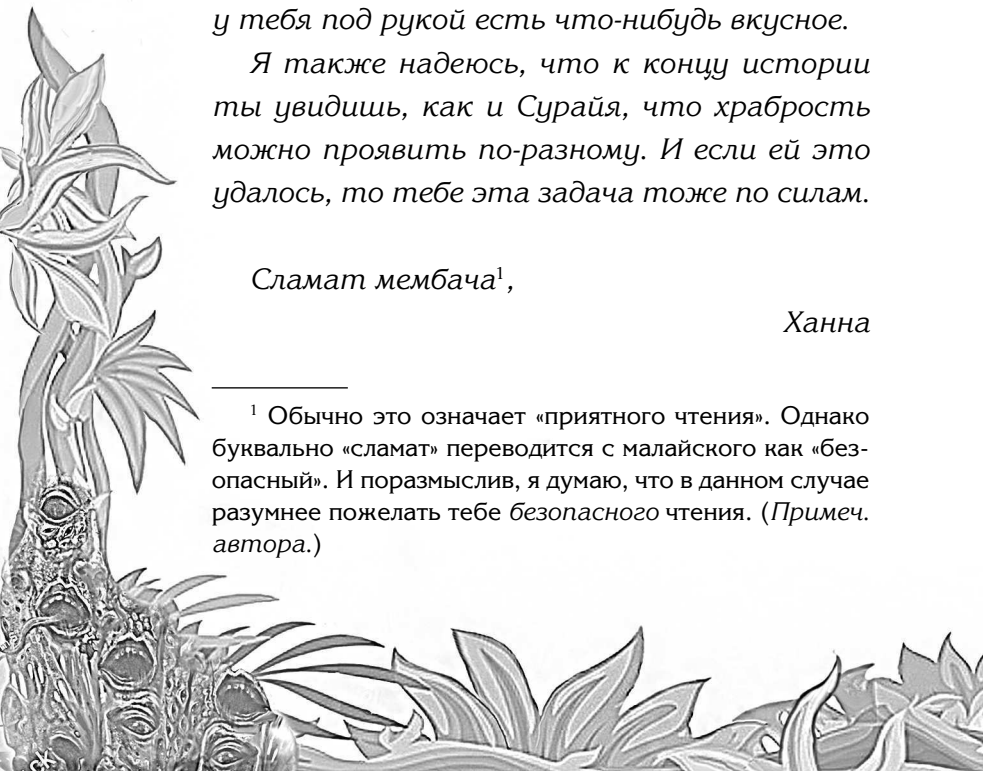 у тебя под рукой есть что-нибудь вкусное.
Я также надеюсь, что к концу истории
ты увидишь, как и Сурайя, что храбрость
можно проявить по-разному. И если ей это
удалось, то тебе эта задача тоже по силам.
Сламат мембача¹,
Ханна
¹ Обычно это означает «приятного чтения». Однако
буквально «сламат» переводится с малайского как «без-
опасный». И поразмыслив, я думаю, что в данном случае
разумнее пожелать тебе безопасного чтения. (Примеч.
автора.)